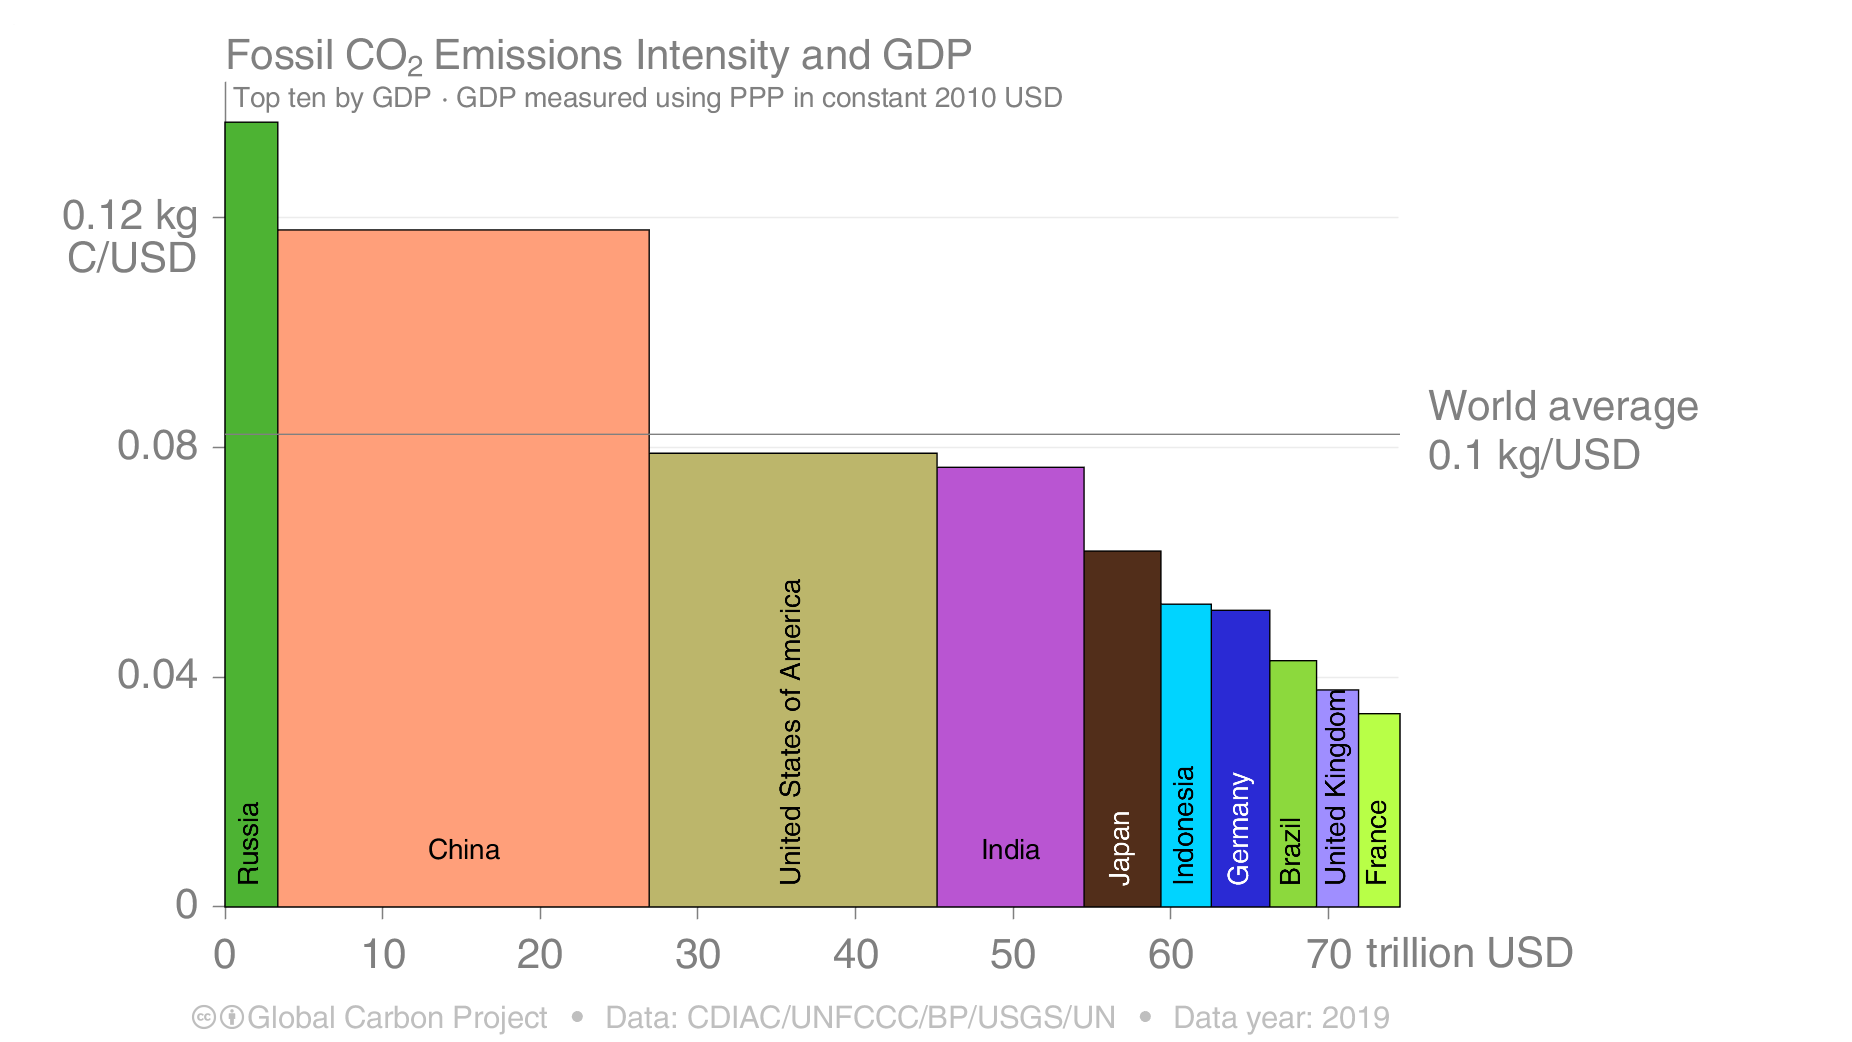 Fossil CO₂ Emissions Intensity and GDP
Top ten by GDP · GDP measured using PPP in constant 2010 USD
0.12 kg
C/USD
0.08
0.04
0
World average
0.1 kg/USD
Russia
China
United States of America
India
Japan
Indonesia
Germany
Brazil
United Kingdom
France
0 10 20 30 40 50 60 70 trillion USD
cc Global Carbon Project • Data: CDIAC/UNFCCC/BP/USGS/UN • Data year: 2019